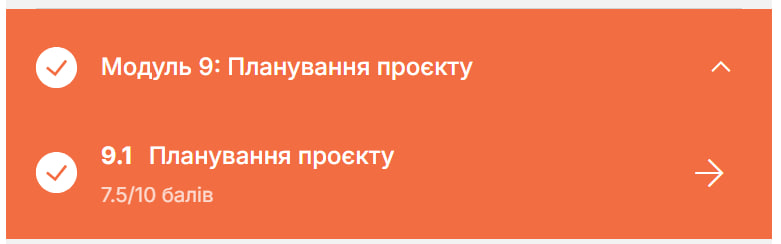 Модуль 9: Планування проєкту
9.1 Планування проєкту
7.5/10 балів